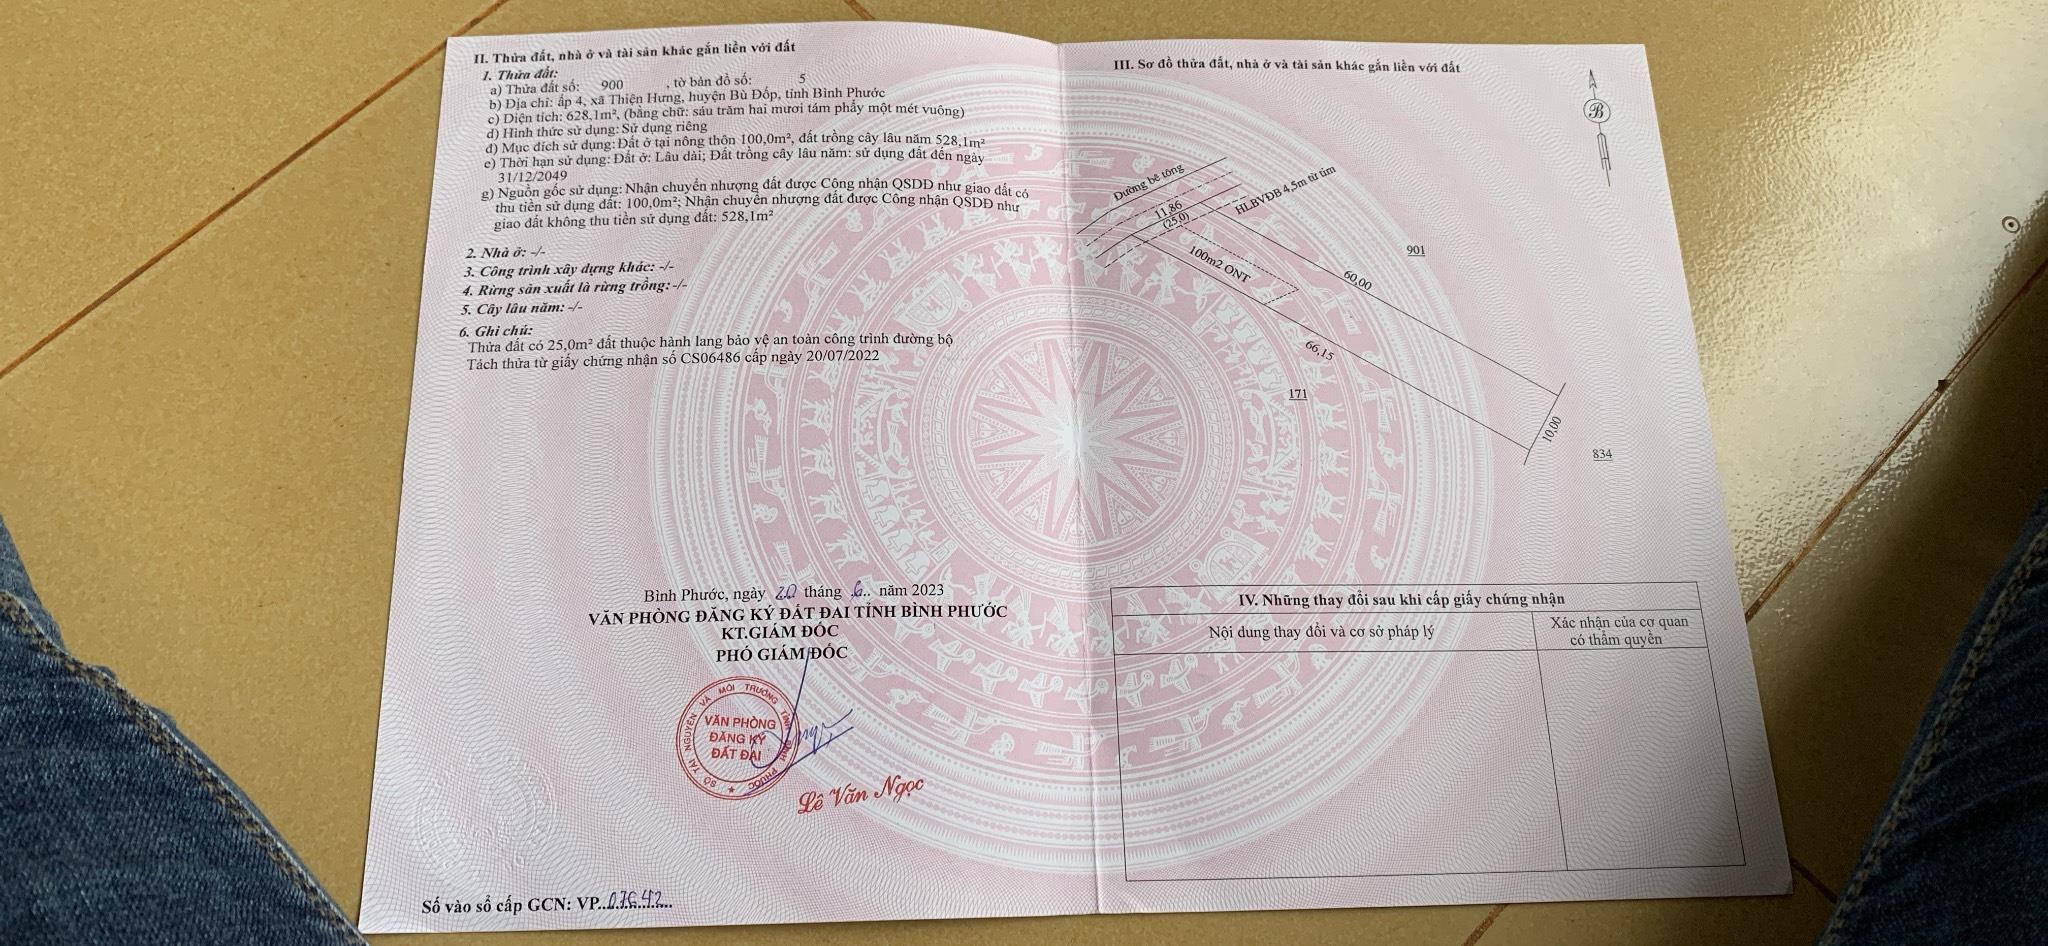 II. Thửa đất, nhà ở và tài sản khác gắn liền với đất
1. Thửa đất:
a) Thửa đất số: 900 , tờ bản đồ số: 5
b) Địa chỉ: ấp 4, xã Thiện Hưng, huyện Bù Đốp, tỉnh Bình Phước
c) Diện tích: 628,1m², (bằng chữ: sáu trăm hai mươi tám phẩy một mét vuông)
d) Hình thức sử dụng: Sử dụng riêng
đ) Mục đích sử dụng: Đất ở tại nông thôn 100,0m², đất trồng cây lâu năm 528,1m²
e) Thời hạn sử dụng: Đất ở: Lâu dài; Đất trồng cây lâu năm: sử dụng đất đến ngày
31/12/2049
g) Nguồn gốc sử dụng: Nhận chuyển nhượng đất được Công nhận QSDĐ như giao đất có
thu tiền sử dụng đất: 100,0m²; Nhận chuyển nhượng đất được Công nhận QSDĐ như
giao đất không thu tiền sử dụng đất: 528,1m²
2. Nhà ở: -/-
3. Công trình xây dựng khác: -/-
4. Rừng sản xuất là rừng trồng: -/-
5. Cây lâu năm: -/-
6. Ghi chú:
Thửa đất có 25,0m² đất thuộc hành lang bảo vệ an toàn công trình đường bộ
Tách thửa từ giấy chứng nhận số CS06486 cấp ngày 20/07/2022
Bình Phước, ngày 20 tháng .6.. năm 2023
VĂN PHÒNG ĐĂNG KÝ ĐẤT ĐAI TỈNH BÌNH PHƯỚC
KT.GIÁM ĐỐC
PHÓ GIÁM ĐỐC
SỞ TÀI NGUYÊN VÀ MÔI TRƯỜNG TỈNH BÌNH PHƯỚC
VĂN PHÒNG
ĐĂNG KÝ
ĐẤT ĐAI
Lê Văn Ngọc
Số vào sổ cấp GCN: VP..07642..
III. Sơ đồ thửa đất, nhà ở và tài sản khác gắn liền với đất
B
Đường bê tông
11,86
(25,0)
HLBVĐB 4,5m từ tim
100m2 ONT
901
60,00
66,15
171
10,00
834
IV. Những thay đổi sau khi cấp giấy chứng nhận
Nội dung thay đổi và cơ sở pháp lý
Xác nhận của cơ quan
có thẩm quyền